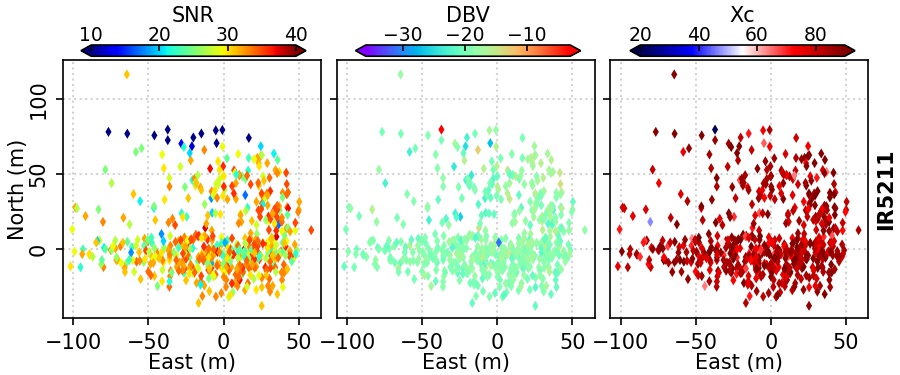 SNR DBV Xc
10 20 30 40 −30 −20 −10 20 40 60 80
100
50
0
North (m)
IR5211
−100 −50 0 50 −100 −50 0 50 −100 −50 0 50
East (m) East (m) East (m)